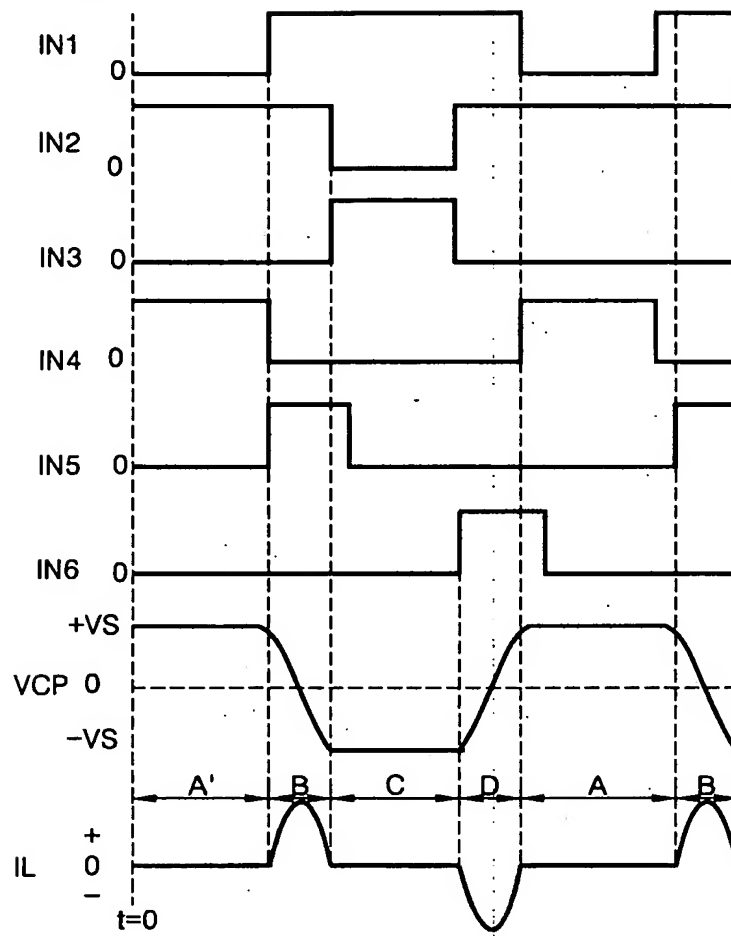 IN1
0
IN2
0
IN3 0
IN4 0
IN5 0
IN6 0
+VS
VCP 0
−VS
A' B C D A B
+
IL 0
−
t=0